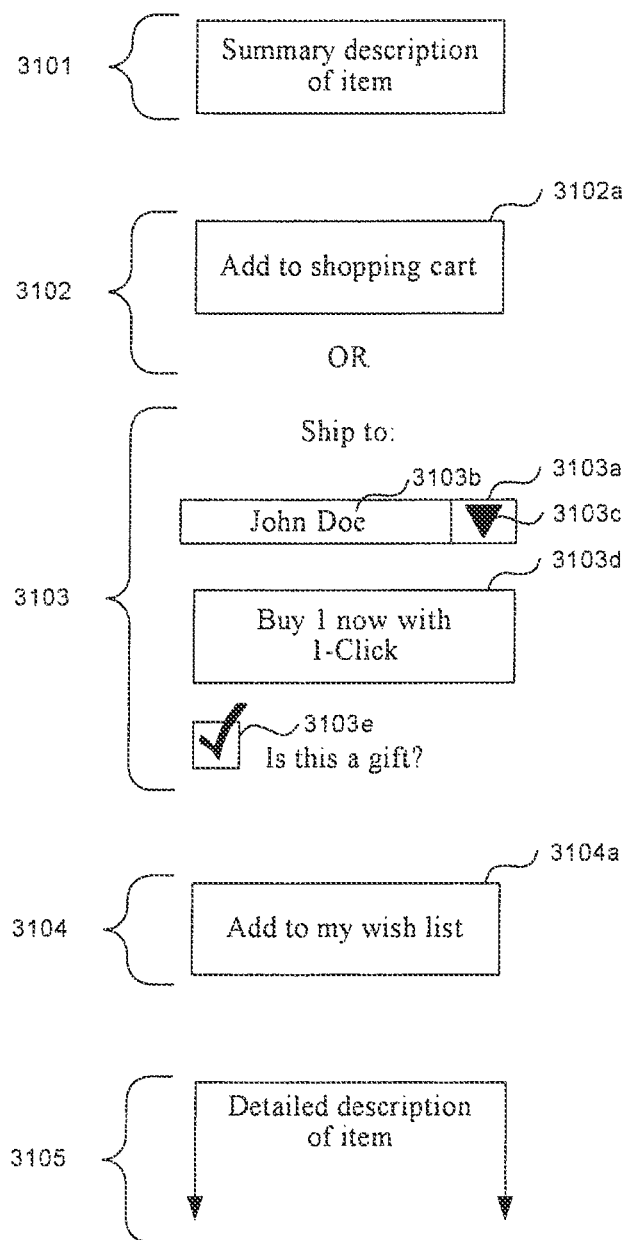 3101
Summary description
of item
3102a
3102
Add to shopping cart
OR
3103
Ship to:
3103b
3103a
John Doe
3103c
3103d
Buy 1 now with
1-Click
3103e
Is this a gift?
3104a
3104
Add to my wish list
3105
Detailed description
of item